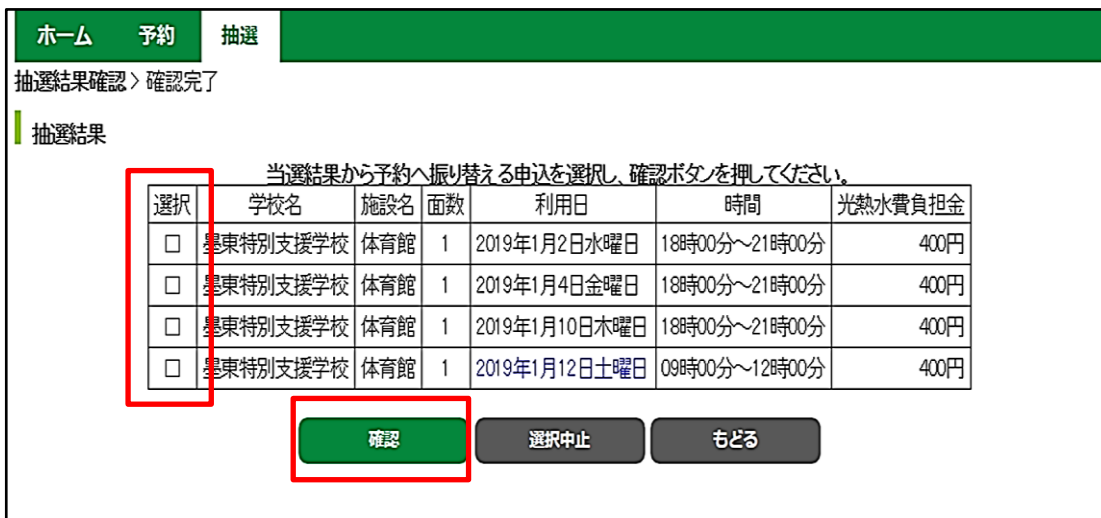 ホーム 予約 抽選
抽選結果確認〉確認完了
抽選結果
当選結果から予約へ振り替える申込を選択し、確認ボタンを押してください。
選択 学校名 施設名 面数 利用日 時間 光熱水費負担金
墨東特別支援学校 体育館 1 2019年1月2日水曜日 18時00分～21時00分 400円
墨東特別支援学校 体育館 1 2019年1月4日金曜日 18時00分～21時00分 400円
墨東特別支援学校 体育館 1 2019年1月10日木曜日 18時00分～21時00分 400円
墨東特別支援学校 体育館 1 2019年1月12日土曜日 09時00分～12時00分 400円
確認 選択中止 もどる